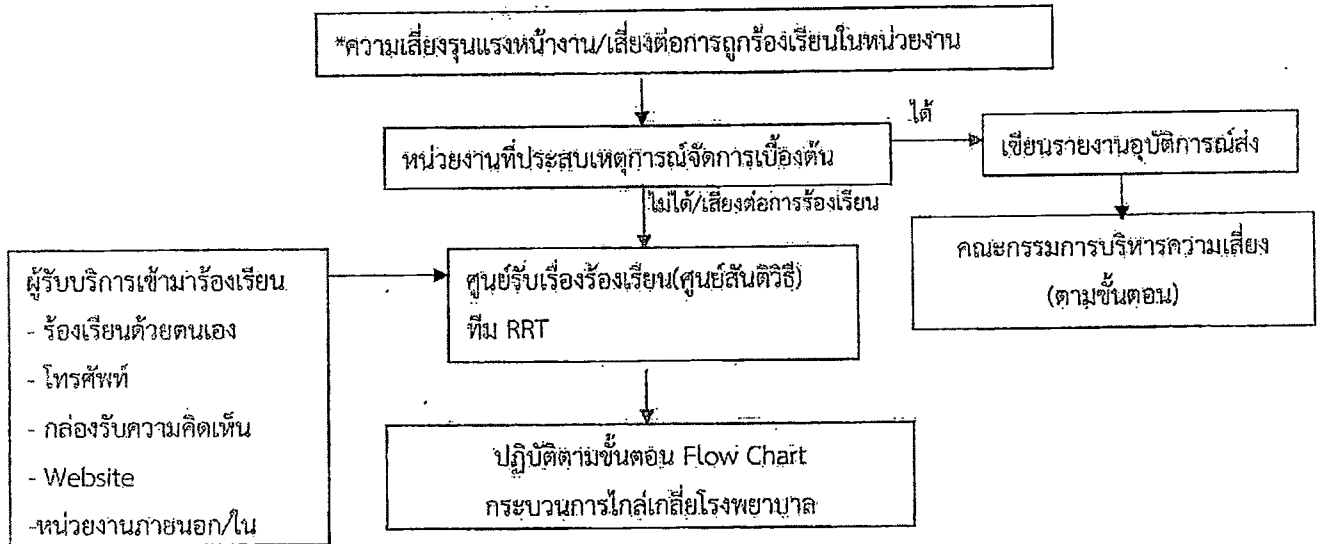 *ความเสี่ยงรุนแรงหน้างาน/เสี่ยงต่อการถูกร้องเรียนในหน่วยงาน
ได้
หน่วยงานที่ประสบเหตุการณ์จัดการเบื้องต้น
เขียนรายงานอุบัติการณ์ส่ง
ไม่ได้/เสี่ยงต่อการร้องเรียน
คณะกรรมการบริหารความเสี่ยง
(ตามขั้นตอน)
ผู้รับบริการเข้ามาร้องเรียน
- ร้องเรียนด้วยตนเอง
- โทรศัพท์
- กล่องรับความคิดเห็น
- Website
-หน่วยงานภายนอก/ใน
ศูนย์รับเรื่องร้องเรียน(ศูนย์สันติวิธี)
ทีม RRT
ปฏิบัติตามขั้นตอน Flow Chart
กระบวนการไกล่เกลี่ยโรงพยาบาล